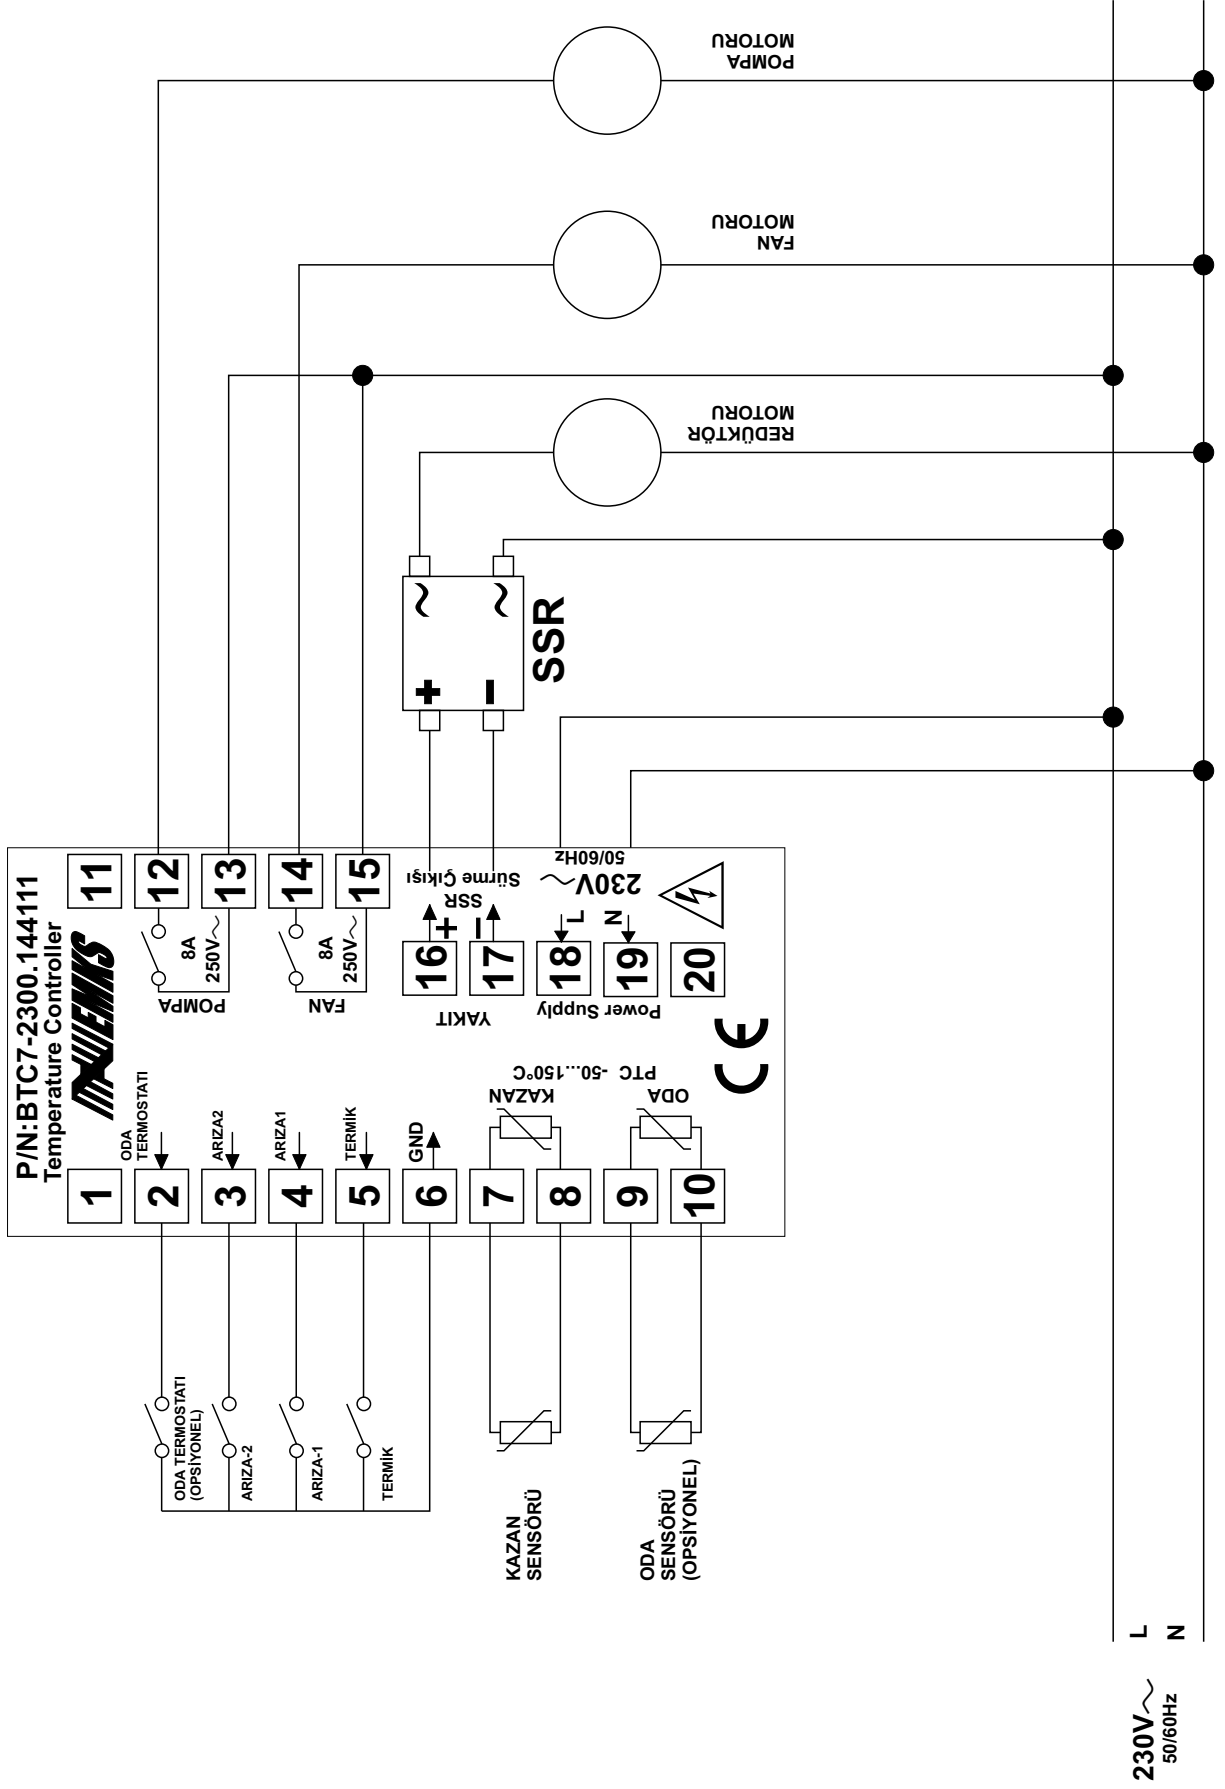 P/N:BTC7-2300.144111
Temperature Controller
EMKS
1
2
3
4
5
6
7
8
9
10
ODA
TERMOSTATI
ARIZA2
ARIZA1
TERMİK
GND
KAZAN
ODA
PTC -50...150°C
11
12
13
14
15
16
17
18
19
20
8A
250V
POMPA
8A
250V
FAN
+
−
SSR
Sürme Çıkışı
YAKIT
L
N
230V
50/60Hz
Power Supply
CE
ODA TERMOSTATI
(OPSİYONEL)
ARIZA-2
ARIZA-1
TERMİK
KAZAN
SENSÖRÜ
ODA
SENSÖRÜ
(OPSİYONEL)
+
−
~
~
SSR
POMPA
MOTORU
FAN
MOTORU
REDÜKTÖR
MOTORU
230V
50/60Hz
L
N